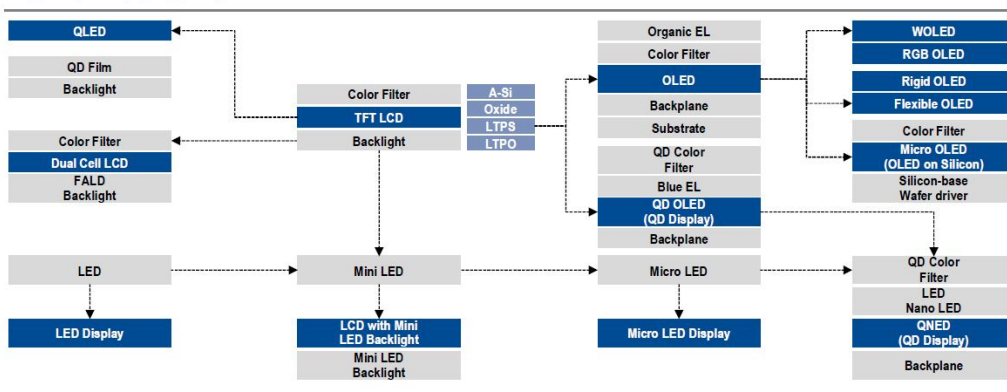 QLED
QD Film
Backlight
Color Filter
Dual Cell LCD
FALD
Backlight
LED
LED Display
Color Filter
TFT LCD
Backlight
A-Si
Oxide
LTPS
LTPO
Mini LED
LCD with Mini
LED Backlight
Mini LED
Backlight
Organic EL
Color Filter
OLED
Backplane
Substrate
QD Color
Filter
Blue EL
QD OLED
(QD Display)
Backplane
Micro LED
Micro LED Display
WOLED
RGB OLED
Rigid OLED
Flexible OLED
Color Filter
Micro OLED
(OLED on Silicon)
Silicon-base
Wafer driver
QD Color
Filter
LED
Nano LED
QNED
(QD Display)
Backplane